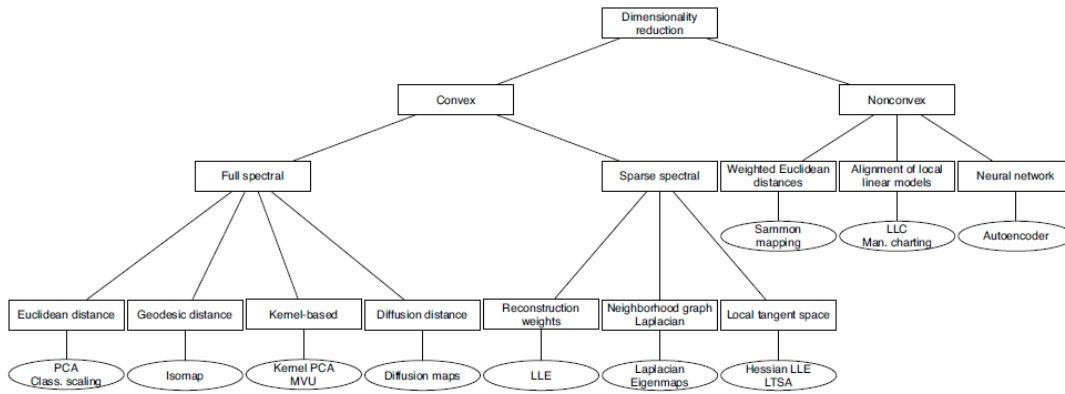 Dimensionality
reduction
Convex
Nonconvex
Full spectral
Sparse spectral
Weighted Euclidean
distances
Alignment of local
linear models
Neural network
Sammon
mapping
LLC
Man. charting
Autoencoder
Euclidean distance
Geodesic distance
Kernel-based
Diffusion distance
Reconstruction
weights
Neighborhood graph
Laplacian
Local tangent space
PCA
Class. scaling
Isomap
Kernel PCA
MVU
Diffusion maps
LLE
Laplacian
Eigenmaps
Hessian LLE
LTSA